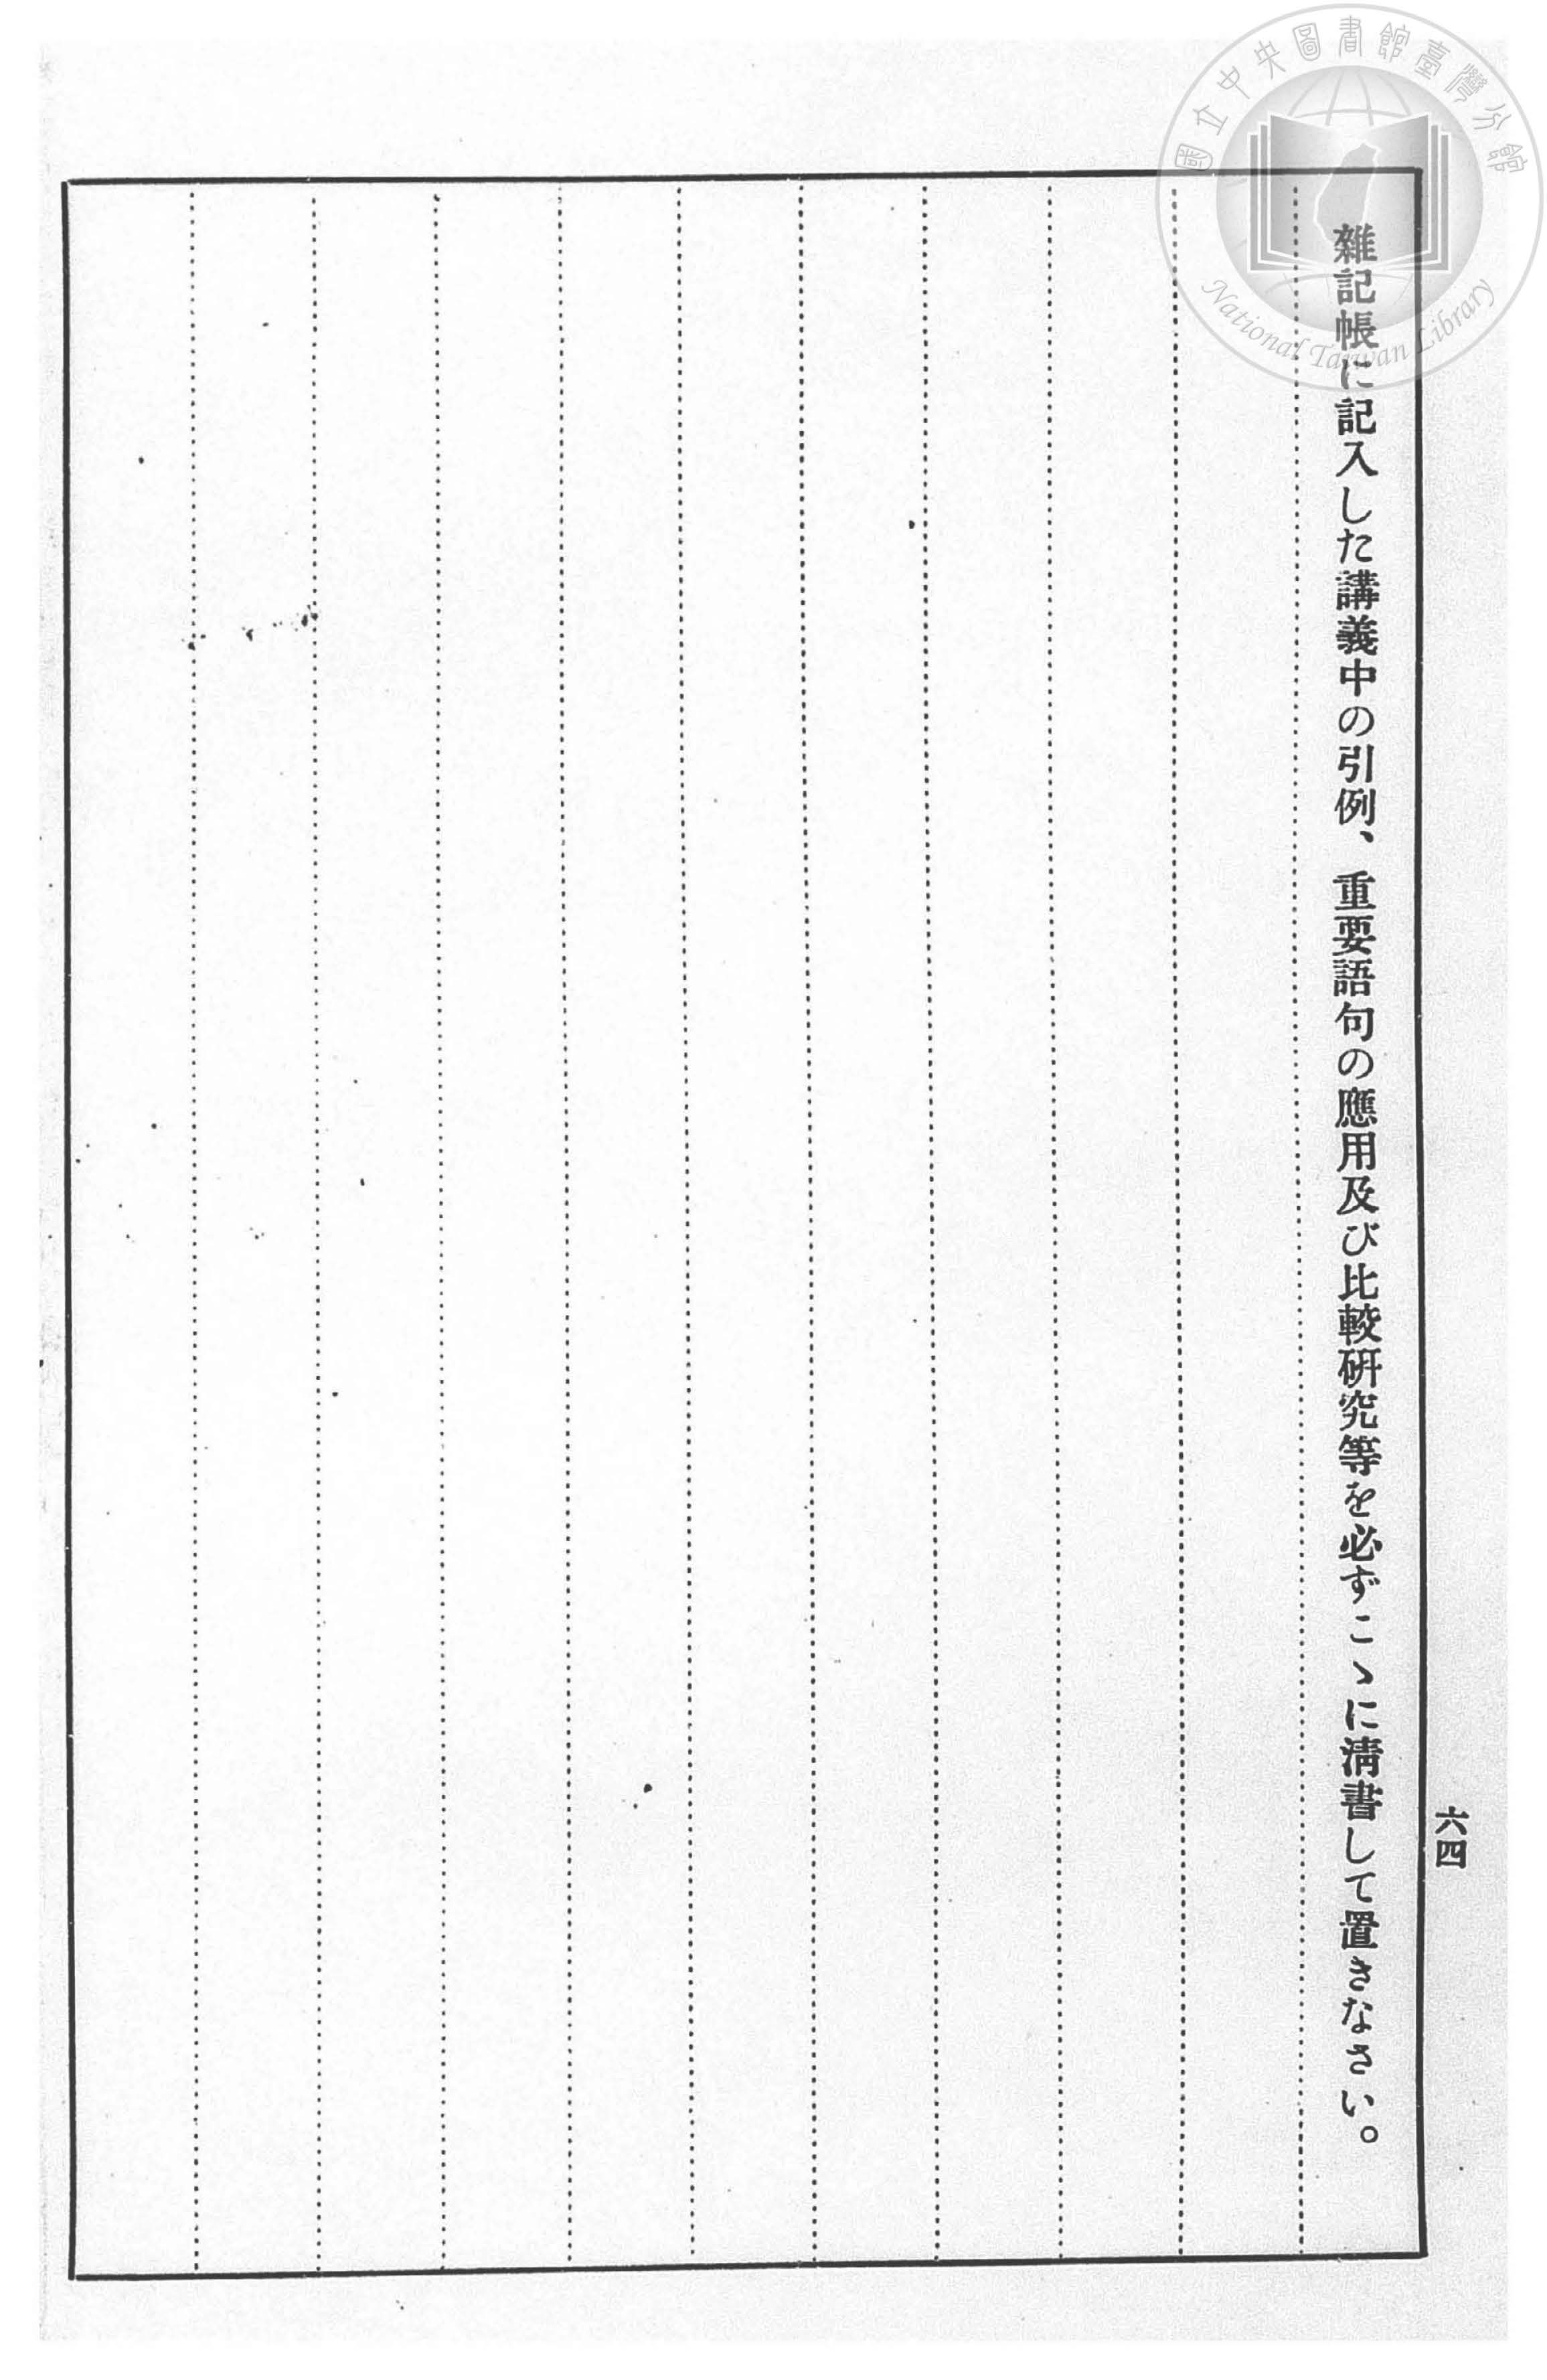 雜記帳に記入した講義中の引例、重要語句の應用及び比較硏究等を必ずこゝに淸書して置きなさい。
六四
國立中央圖書館臺灣分館
National Taiwan Library